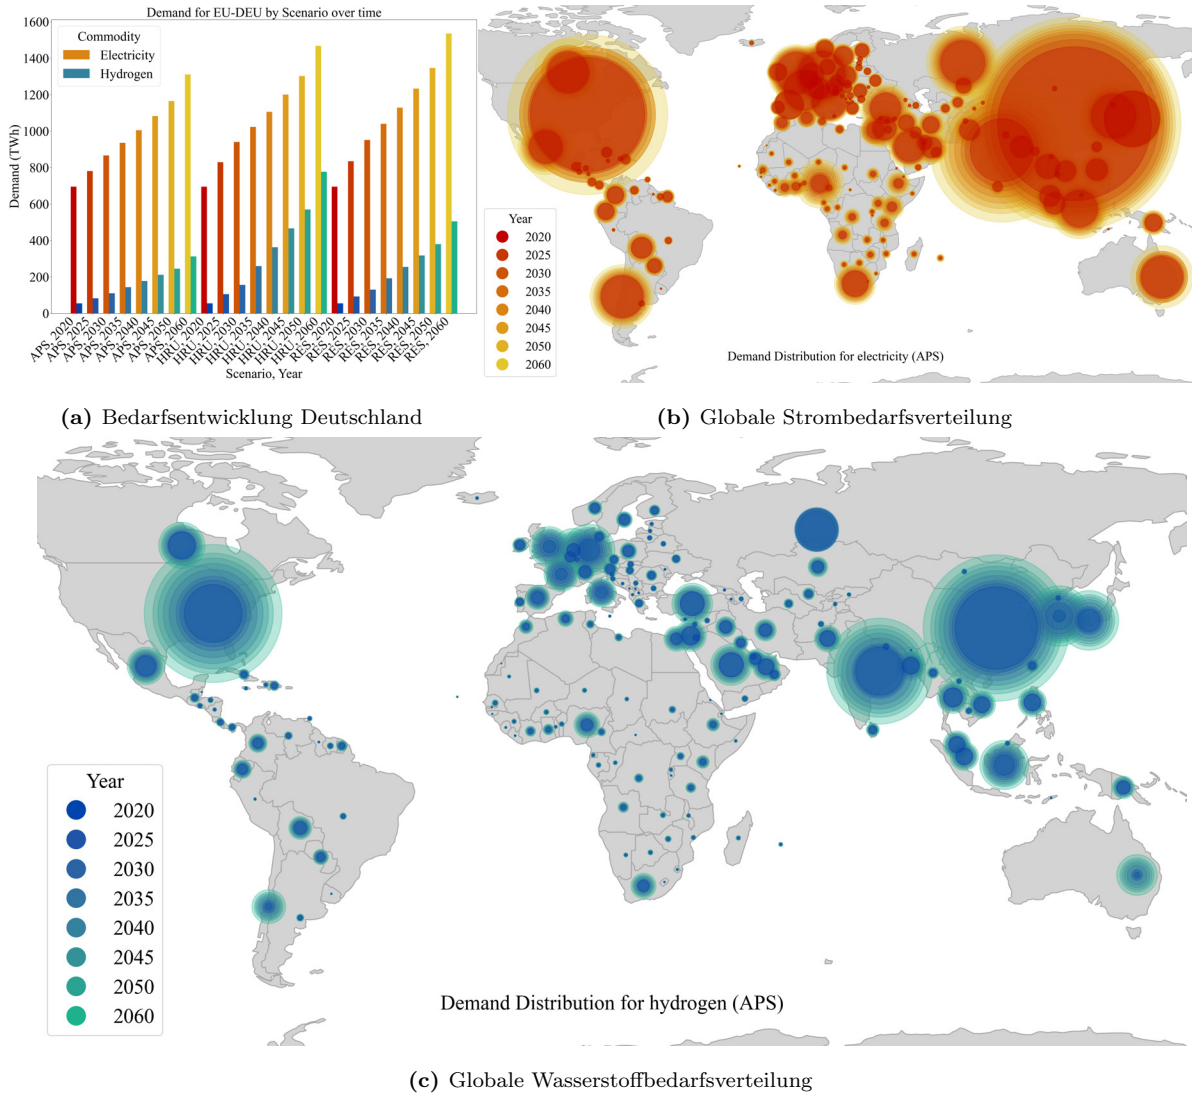 Demand for EU-DEU by Scenario over time
Commodity
Electricity
Hydrogen
Demand (TWh)
1600
1400
1200
1000
800
600
400
200
0
APS, 2020
APS, 2025
APS, 2030
APS, 2035
APS, 2040
APS, 2045
APS, 2050
APS, 2060
HRU, 2020
HRU, 2025
HRU, 2030
HRU, 2035
HRU, 2040
HRU, 2045
HRU, 2050
HRU, 2060
RES, 2020
RES, 2025
RES, 2030
RES, 2035
RES, 2040
RES, 2045
RES, 2050
RES, 2060
Scenario, Year
Year
2020
2025
2030
2035
2040
2045
2050
2060
Demand Distribution for electricity (APS)
(a) Bedarfsentwicklung Deutschland
(b) Globale Strombedarfsverteilung
Year
2020
2025
2030
2035
2040
2045
2050
2060
Demand Distribution for hydrogen (APS)
(c) Globale Wasserstoffbedarfsverteilung